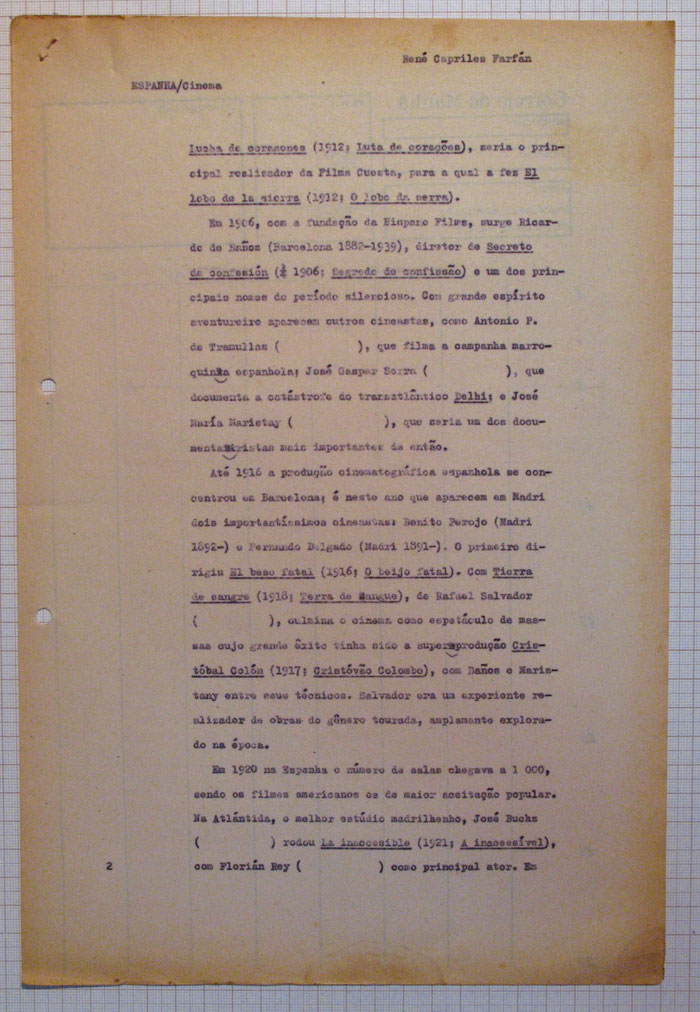 René Capriles Farfán
ESPANHA/Cinema
Lucha de corazones (1912; Luta de corações), seria o prin-
cipal realizador da Films Cuesta, para a qual a fez El
lobo de la sierra (1912; O lobo da serra).
Em 1906, com a fundação da Hispano Films, surge Ricar-
do de Baños (Barcelona 1882-1939), diretor de Secreto
de confesión ( 1906; Segredo de confissão) e um dos prin-
cipais nomes do período silencioso. Com grande espírito
aventureiro aparecem outros cineastas, como Antonio P.
de Tramullas ( ), que filma a campanha marro-
quina espanhola; José Gaspar Serra ( ), que
documenta a catástrofe do transatlântico Delhi; e José
María Maristay ( ), que seria um dos docu-
mentaristas mais importantes de então.
Até 1916 a produção cinematográfica espanhola se con-
centrou em Barcelona; é neste ano que aparecem em Madri
dois importantíssimos cineastas: Benito Perojo (Madri
1892-) e Fernando Delgado (Madri 1891-). O primeiro di-
rigiu El beso fatal (1916; O beijo fatal). Com Tierra
de sangre (1918; Terra de Sangue), de Rafael Salvador
( ), culmina o cinema como espetáculo de mas-
sas cujo grande êxito tinha sido a superprodução Cris-
tóbal Colón (1917; Cristóvão Colombo), com Baños e Maris-
tany entre seus técnicos. Salvador era um experiente re-
alizador de obras do gênero tourada, amplamente explora-
do na época.
Em 1920 na Espanha o número de salas chegava a 1 000,
sendo os filmes americanos os de maior aceitação popular.
Na Atlántida, o melhor estúdio madrilhenho, José Buchs
( ) rodou La inaccesible (1921; A inacessível),
com Florián Rey ( ) como principal ator. Em
2